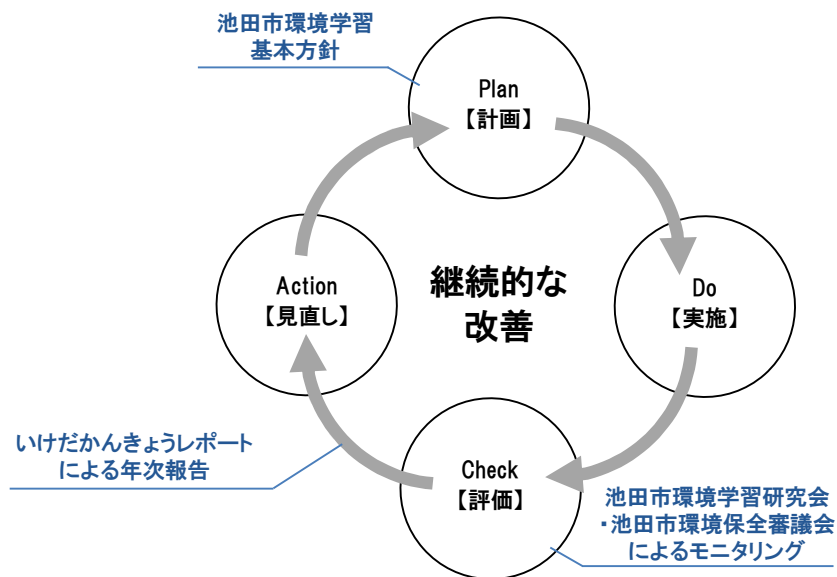 池田市環境学習
基本方針
Plan
【計画】
Action
【見直し】
継続的な
改善
Do
【実施】
いけだかんきょうレポート
による年次報告
Check
【評価】
池田市環境学習研究会
・池田市環境保全審議会
によるモニタリング